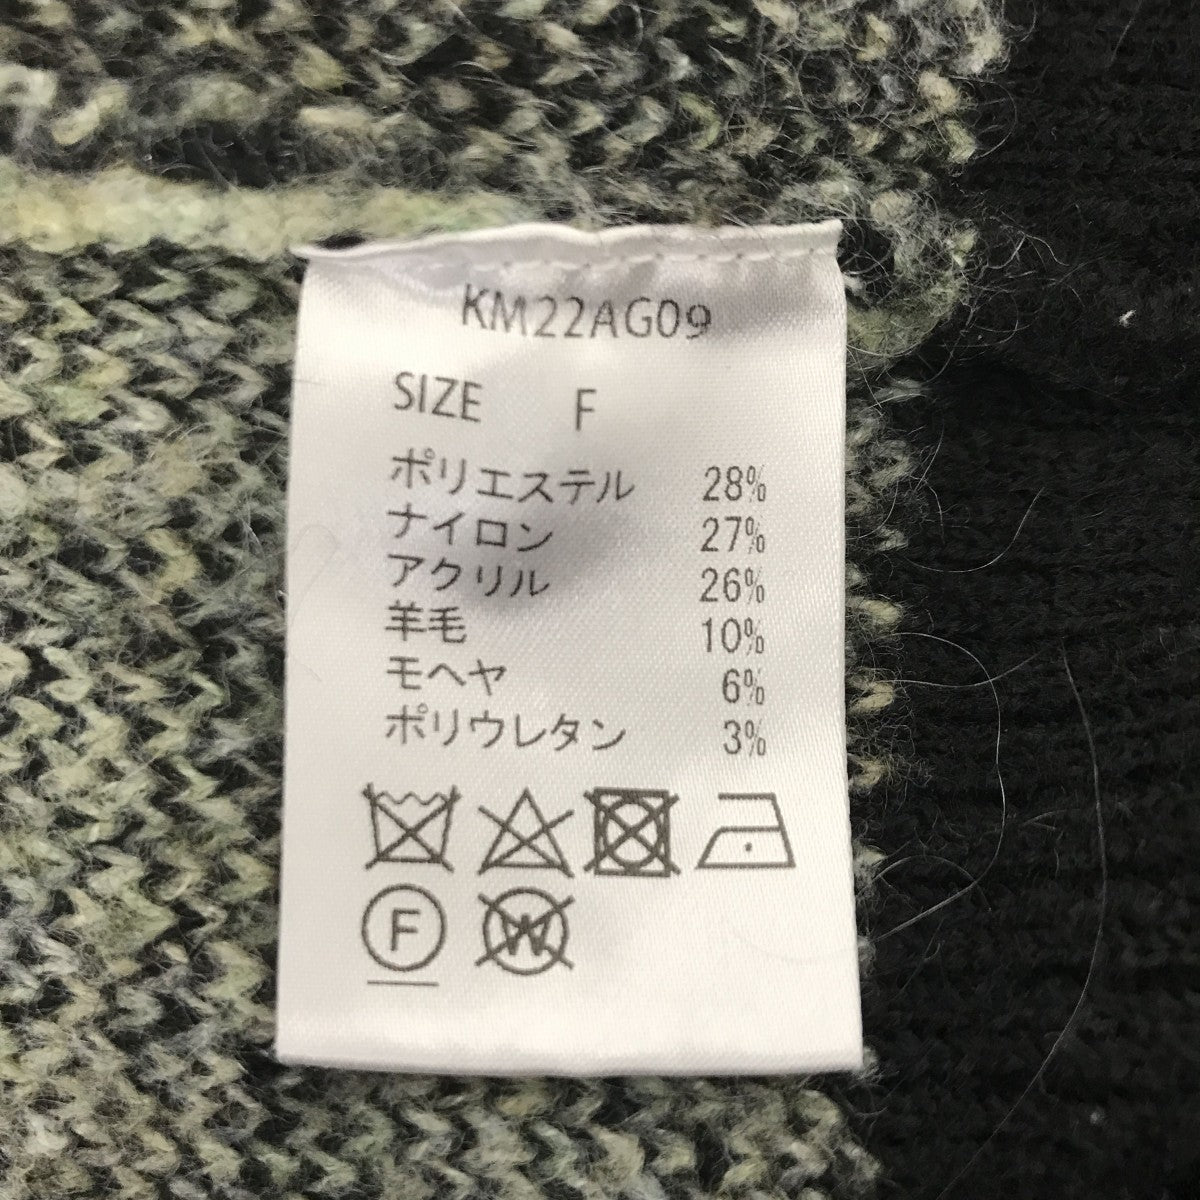 KM22AG09
SIZE F
ポリエステル 28%
ナイロン 27%
アクリル 26%
羊毛 10%
モヘヤ 6%
ポリウレタン 3%
F W